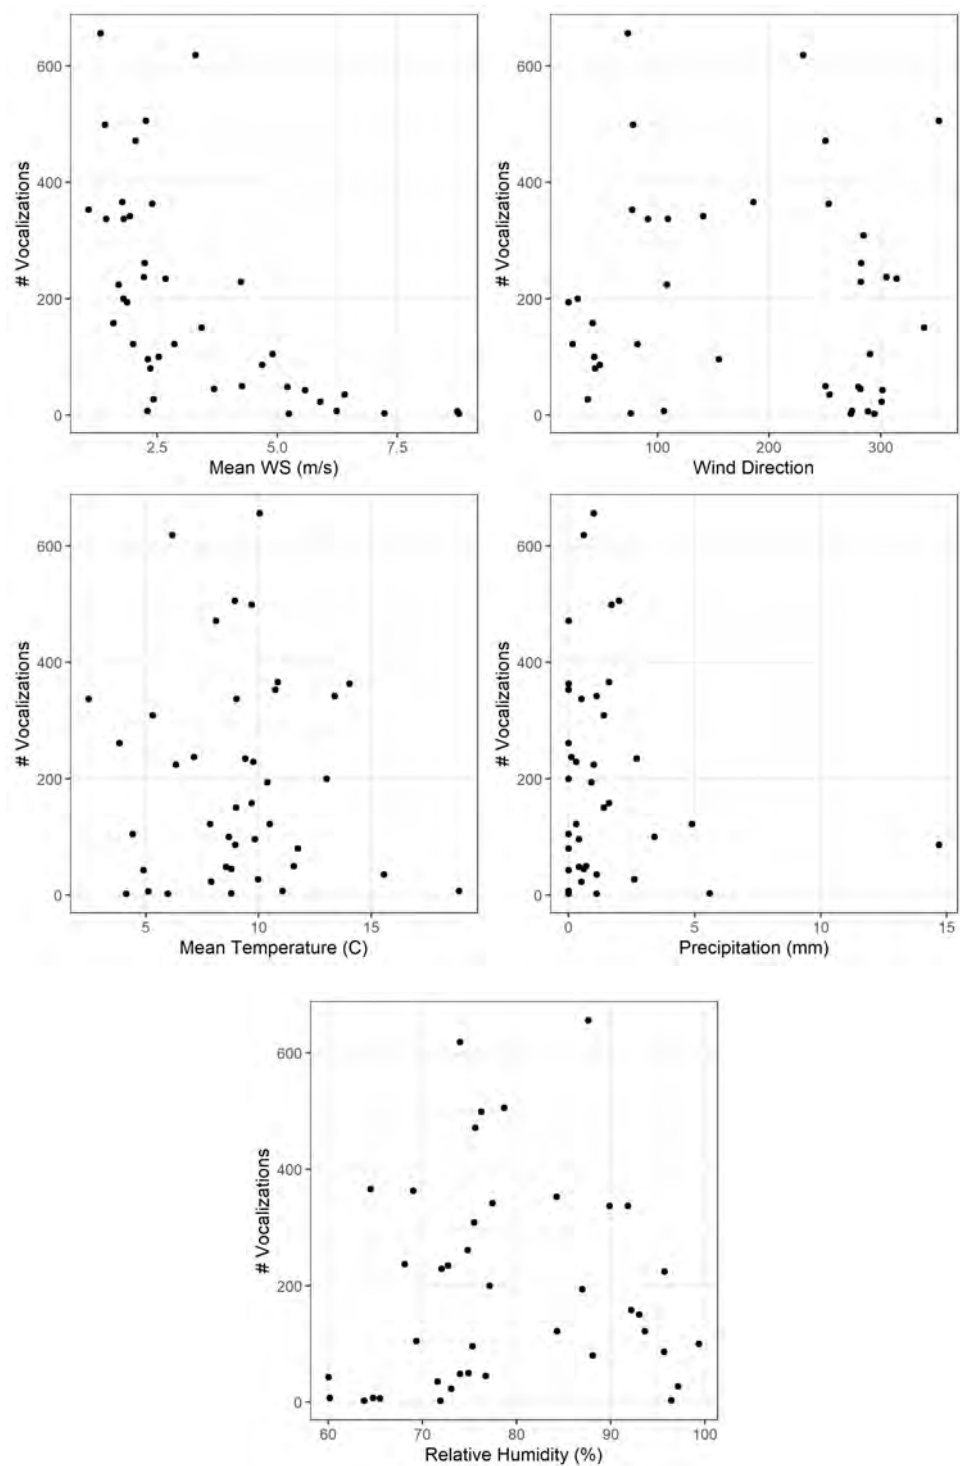 600
400
200
0
# Vocalizations
2.5 5.0 7.5
Mean WS (m/s)
600
400
200
0
# Vocalizations
100 200 300
Wind Direction
600
400
200
0
# Vocalizations
5 10 15
Mean Temperature (C)
600
400
200
0
# Vocalizations
0 5 10 15
Precipitation (mm)
600
400
200
0
# Vocalizations
60 70 80 90 100
Relative Humidity (%)